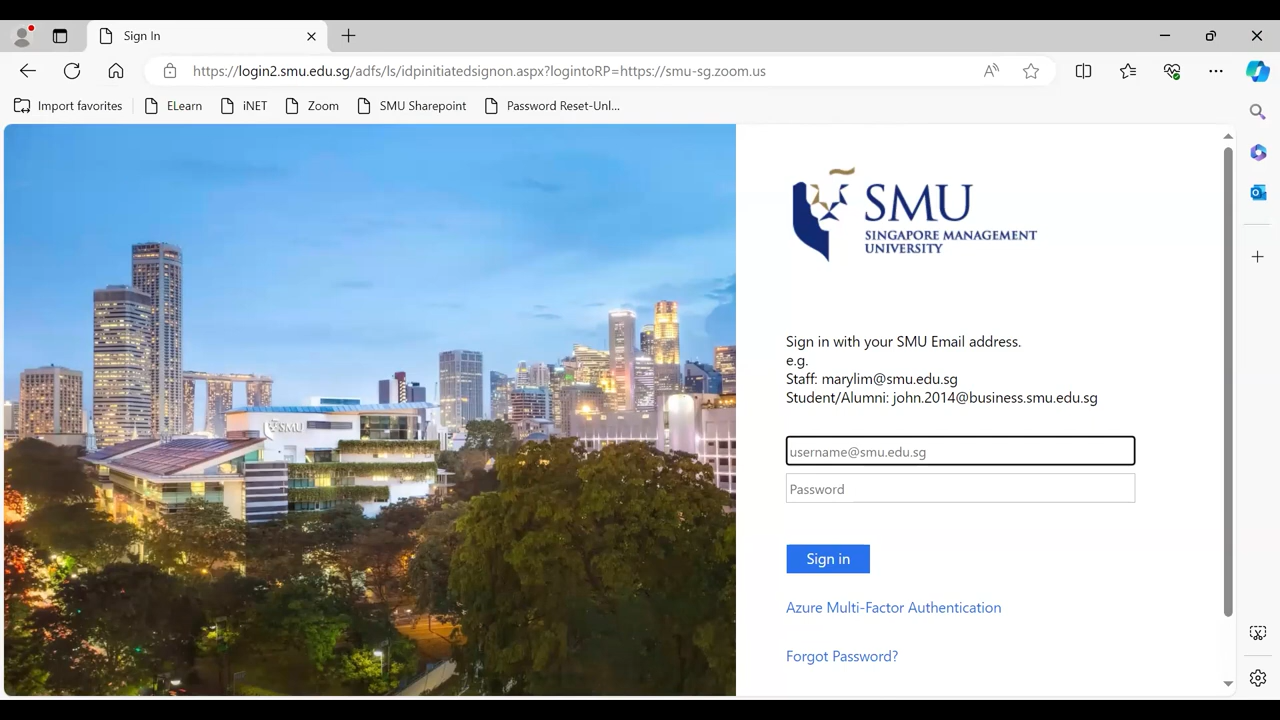 Sign In
https://login2.smu.edu.sg/adfs/ls/idpinitiatedsignon.aspx?logintoRP=https://smu-sg.zoom.us
Import favorites ELearn iNET Zoom SMU Sharepoint Password Reset-Unl...
SMU
SINGAPORE MANAGEMENT
UNIVERSITY
Sign in with your SMU Email address.
e.g.
Staff: marylim@smu.edu.sg
Student/Alumni: john.2014@business.smu.edu.sg
SMU
username@smu.edu.sg
Password
Sign in
Azure Multi-Factor Authentication
Forgot Password?